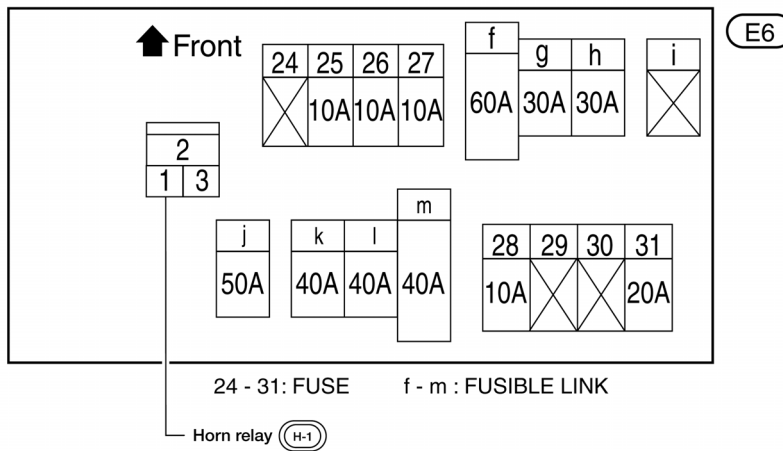 E6
Front
24 25 26 27
10A 10A 10A
f g h i
60A 30A 30A
2
1 3
j k l m
50A 40A 40A 40A
28 29 30 31
10A 20A
24 - 31: FUSE f - m : FUSIBLE LINK
Horn relay H-1